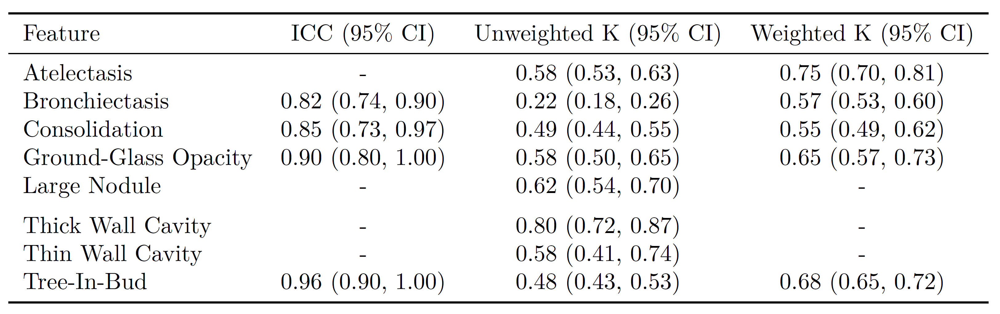 Feature ICC (95% CI) Unweighted K (95% CI) Weighted K (95% CI)
Atelectasis - 0.58 (0.53, 0.63) 0.75 (0.70, 0.81)
Bronchiectasis 0.82 (0.74, 0.90) 0.22 (0.18, 0.26) 0.57 (0.53, 0.60)
Consolidation 0.85 (0.73, 0.97) 0.49 (0.44, 0.55) 0.55 (0.49, 0.62)
Ground-Glass Opacity 0.90 (0.80, 1.00) 0.58 (0.50, 0.65) 0.65 (0.57, 0.73)
Large Nodule - 0.62 (0.54, 0.70) -
Thick Wall Cavity - 0.80 (0.72, 0.87) -
Thin Wall Cavity - 0.58 (0.41, 0.74) -
Tree-In-Bud 0.96 (0.90, 1.00) 0.48 (0.43, 0.53) 0.68 (0.65, 0.72)